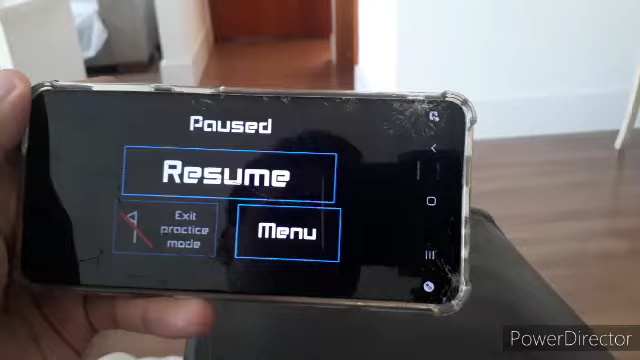 Paused
Resume
Exit
practice
mode
Menu
PowerDirector